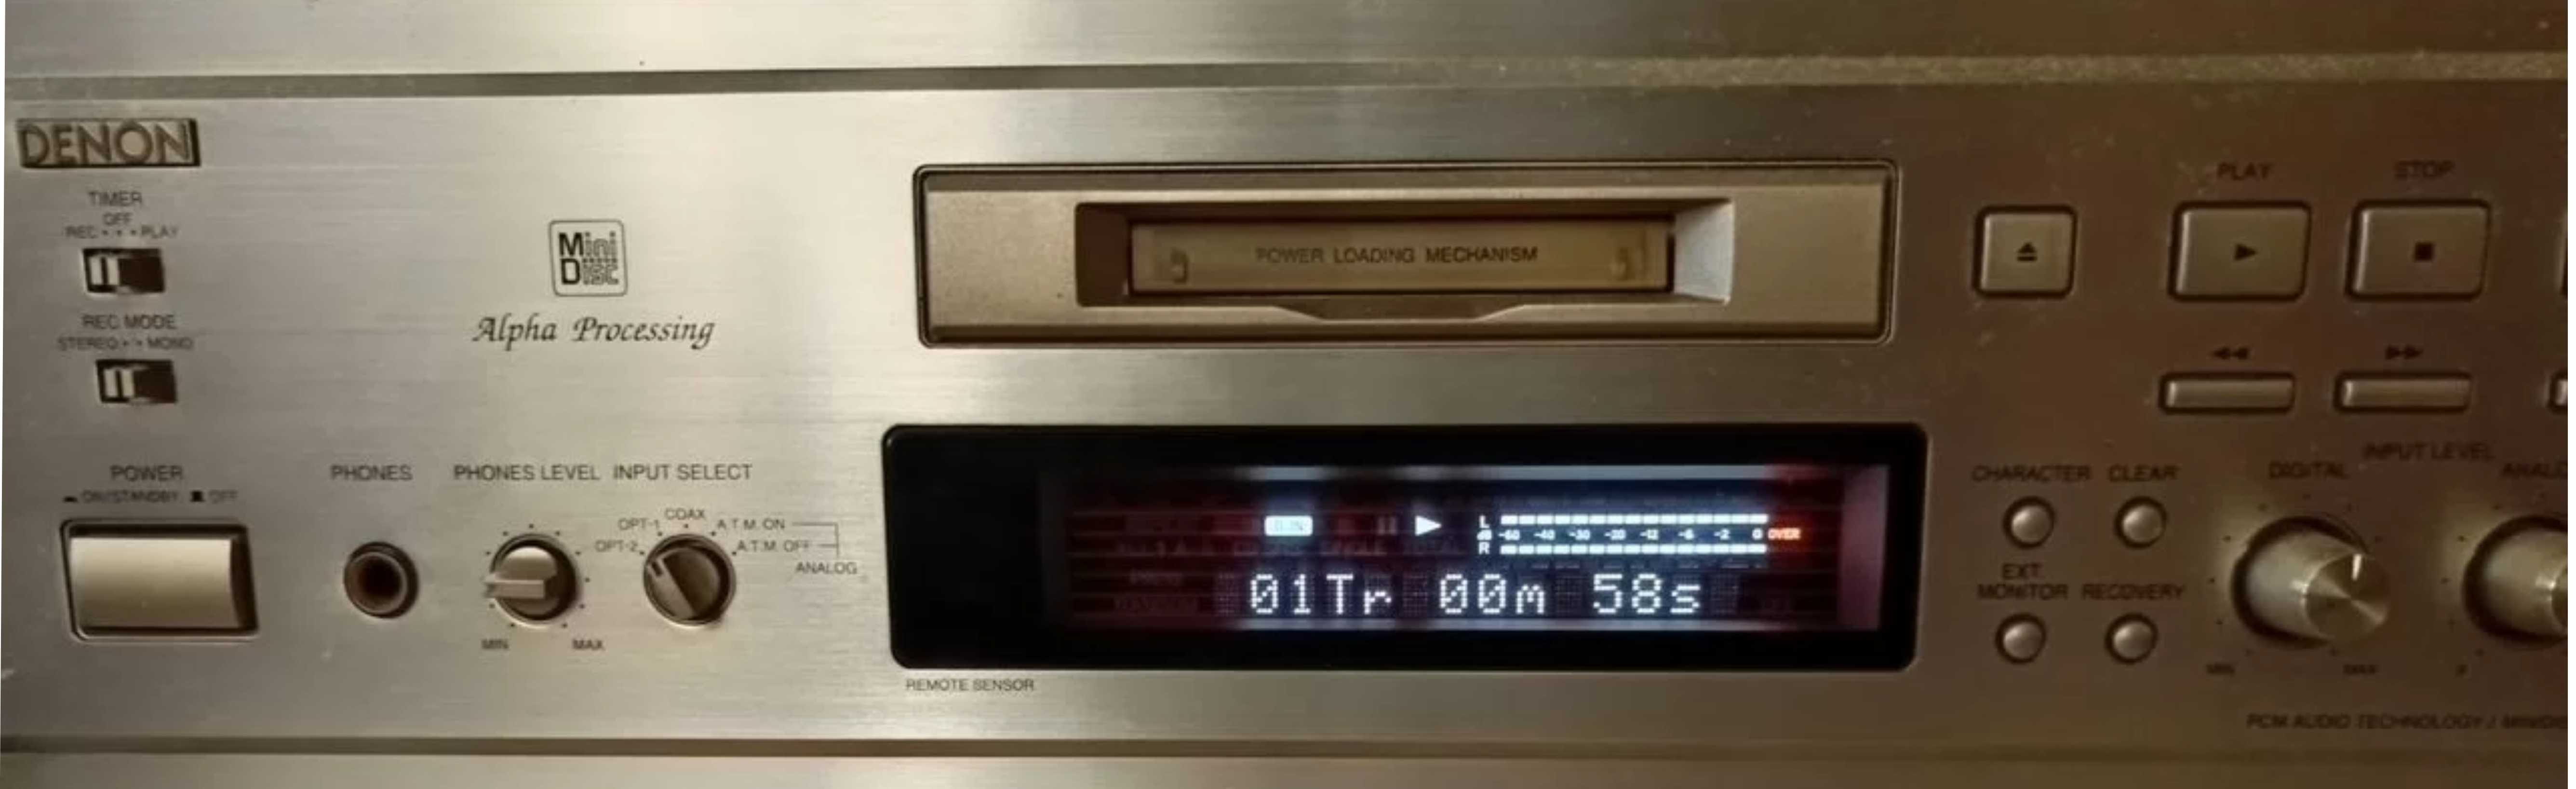 DENON
TIMER
OFF
REC • • • PLAY
REC MODE
STEREO • • MONO
Mini
Disc
Alpha Processing
POWER LOADING MECHANISM
PLAY
STOP
POWER
ON/STANDBY OFF
PHONES
PHONES LEVEL
MIN MAX
INPUT SELECT
OPT-2
OPT-1
COAX
A.T.M. ON
A.T.M. OFF
ANALOG
L
dB -60 -40 -30 -20 -12 -6 -2 0 OVER
R
01Tr 00m 58s
REMOTE SENSOR
CHARACTER CLEAR
EXT.
MONITOR RECOVERY
INPUT LEVEL
DIGITAL
MIN MAX
PCM AUDIO TECHNOLOGY /